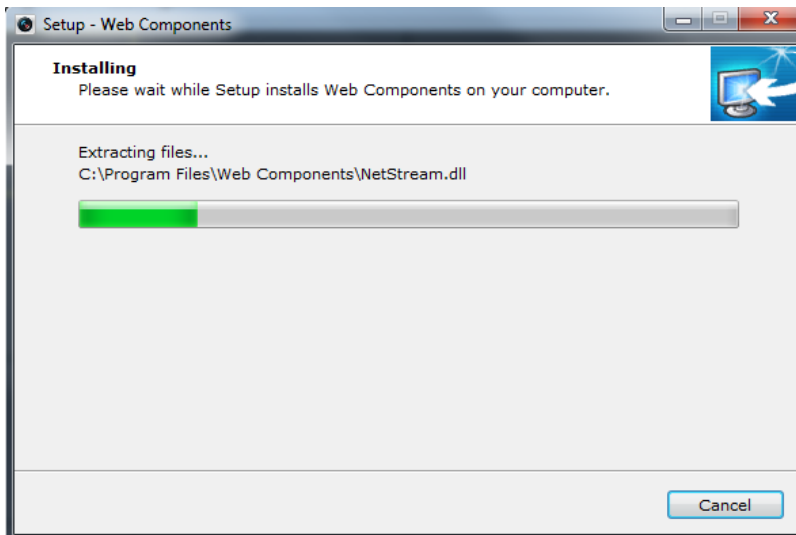 Setup - Web Components
Installing
Please wait while Setup installs Web Components on your computer.
Extracting files...
C:\Program Files\Web Components\NetStream.dll
Cancel